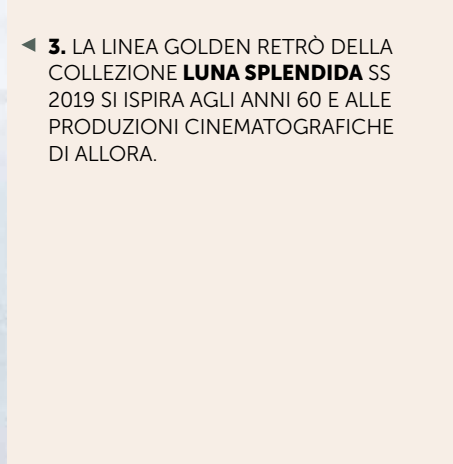 ◄ 3. LA LINEA GOLDEN RETRÒ DELLA
COLLEZIONE LUNA SPLENDIDA SS
2019 SI ISPIRA AGLI ANNI 60 E ALLE
PRODUZIONI CINEMATOGRAFICHE
DI ALLORA.